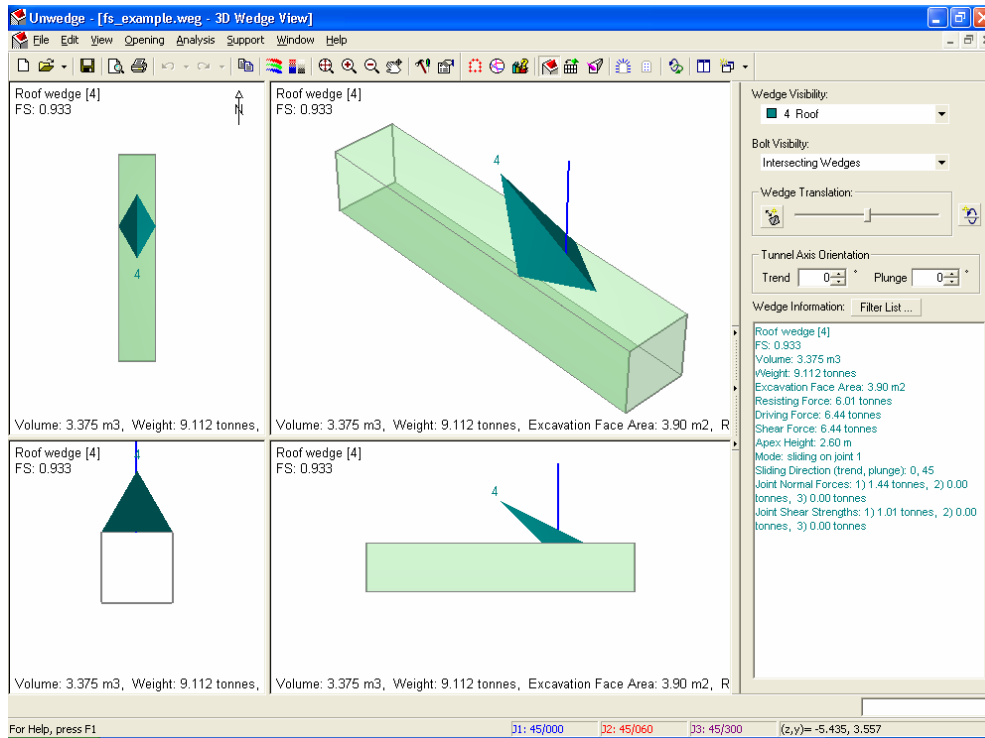 Unwedge - [fs_example.weg - 3D Wedge View]
File Edit View Opening Analysis Support Window Help
Roof wedge [4]
FS: 0.933
N
4
Volume: 3.375 m3, Weight: 9.112 tonnes,
Roof wedge [4]
FS: 0.933
4
Volume: 3.375 m3, Weight: 9.112 tonnes, Excavation Face Area: 3.90 m2, R
Roof wedge [4]
FS: 0.933
4
Volume: 3.375 m3, Weight: 9.112 tonnes,
Roof wedge [4]
FS: 0.933
4
Volume: 3.375 m3, Weight: 9.112 tonnes, Excavation Face Area: 3.90 m2, R
Wedge Visibility:
4 Roof
Bolt Visibilty:
Intersecting Wedges
Wedge Translation:
Tunnel Axis Orientation
Trend 0 ° Plunge 0 °
Wedge Information: Filter List ...
Roof wedge [4]
FS: 0.933
Volume: 3.375 m3
Weight: 9.112 tonnes
Excavation Face Area: 3.90 m2
Resisting Force: 6.01 tonnes
Driving Force: 6.44 tonnes
Shear Force: 6.44 tonnes
Apex Height: 2.60 m
Mode: sliding on joint 1
Sliding Direction (trend, plunge): 0, 45
Joint Normal Forces: 1) 1.44 tonnes, 2) 0.00
tonnes, 3) 0.00 tonnes
Joint Shear Strengths: 1) 1.01 tonnes, 2) 0.00
tonnes, 3) 0.00 tonnes
For Help, press F1
J1: 45/000 J2: 45/060 J3: 45/300 (z,y)= -5.435, 3.557